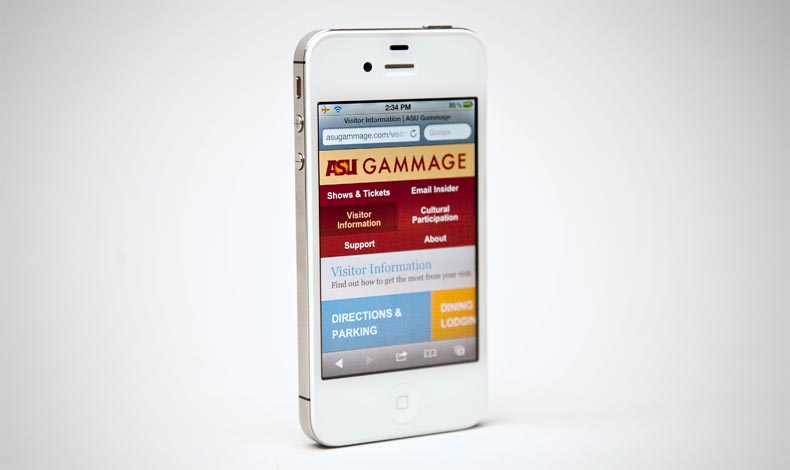 2:34 PM
86 %
Visitor Information | ASU Gammage
asugammage.com/visit
Google
ASU GAMMAGE
Shows & Tickets
Email Insider
Visitor
Information
Cultural
Participation
Support
About
Visitor Information
Find out how to get the most from your visit
DIRECTIONS &
PARKING
DINING
LODGIN